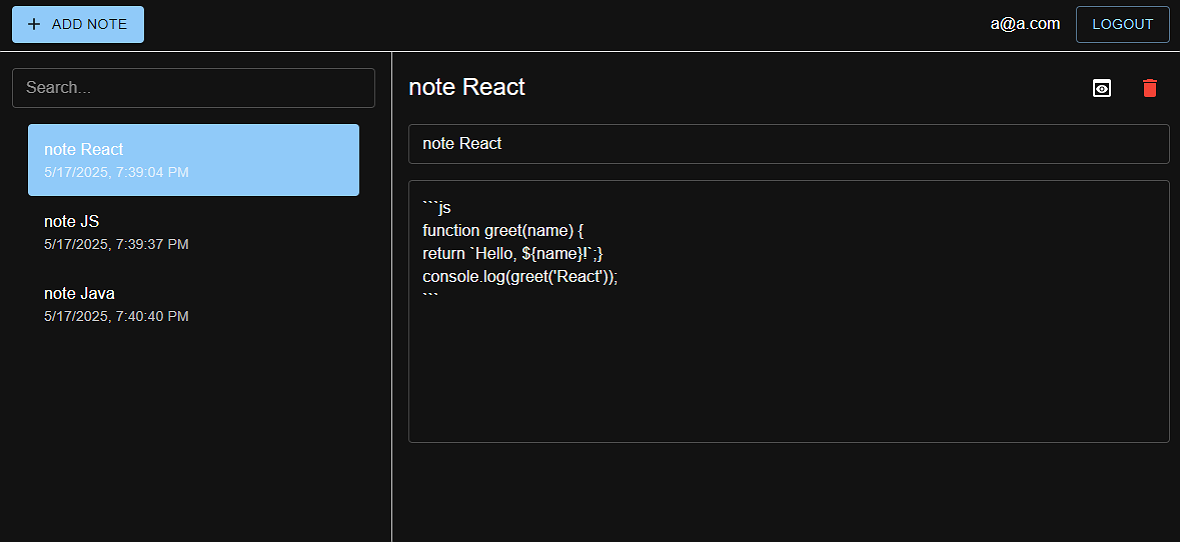 + ADD NOTE
a@a.com
LOGOUT
Search...
note React
5/17/2025, 7:39:04 PM
note JS
5/17/2025, 7:39:37 PM
note Java
5/17/2025, 7:40:40 PM
note React
note React
```js
function greet(name) {
return `Hello, ${name}!`;}
console.log(greet('React'));
```